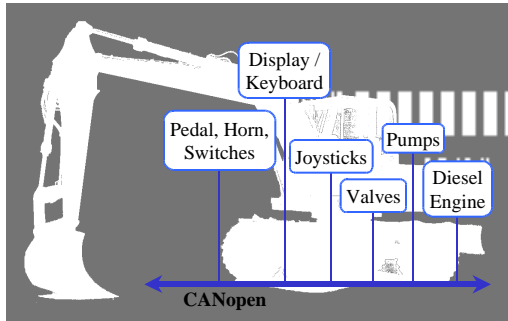 Display /
Keyboard
Pedal, Horn,
Switches
Joysticks
Valves
Pumps
Diesel
Engine
CANopen